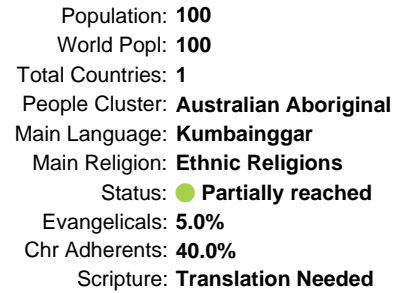 Population: 100
World Popl: 100
Total Countries: 1
People Cluster: Australian Aboriginal
Main Language: Kumbainggar
Main Religion: Ethnic Religions
Status: Partially reached
Evangelicals: 5.0%
Chr Adherents: 40.0%
Scripture: Translation Needed